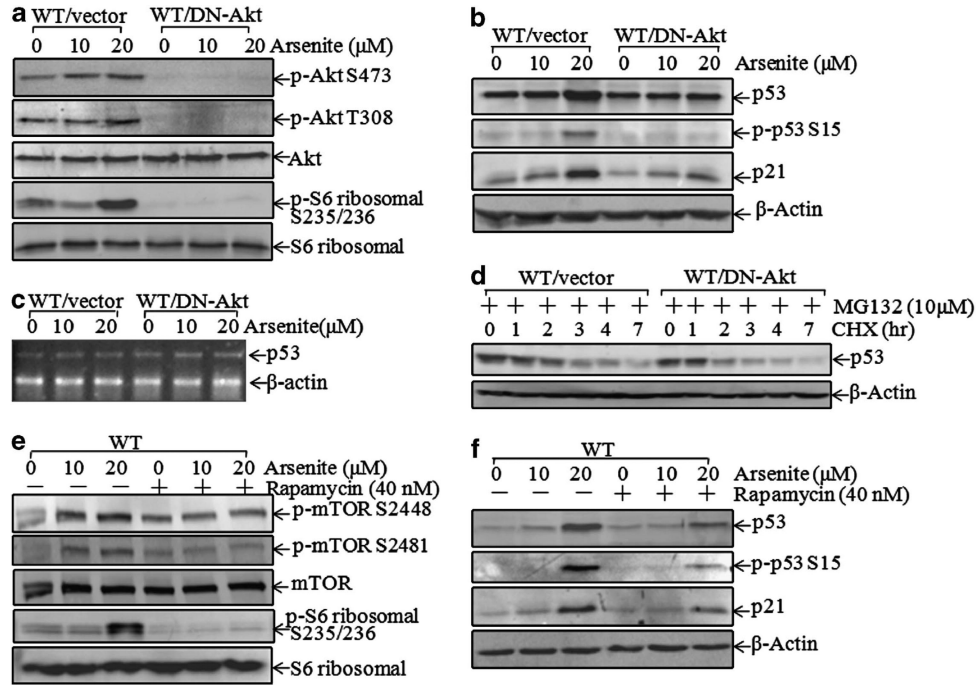 a
WT/vector WT/DN-Akt
0 10 20 0 10 20 Arsenite (μM)
p-Akt S473
p-Akt T308
Akt
p-S6 ribosomal
S235/236
S6 ribosomal
b
WT/vector WT/DN-Akt
0 10 20 0 10 20 Arsenite (μM)
p53
p-p53 S15
p21
β-Actin
c
WT/vector WT/DN-Akt
0 10 20 0 10 20 Arsenite(μM)
p53
β-actin
d
WT/vector WT/DN-Akt
+ + + + + + + + + + + + MG132 (10μM)
0 1 2 3 4 7 0 1 2 3 4 7 CHX (hr)
p53
β-Actin
e
WT
0 10 20 0 10 20 Arsenite (μM)
− − − + + + Rapamycin (40 nM)
p-mTOR S2448
p-mTOR S2481
mTOR
p-S6 ribosomal
S235/236
S6 ribosomal
f
WT
0 10 20 0 10 20 Arsenite (μM)
− − − + + + Rapamycin (40 nM)
p53
p-p53 S15
p21
β-Actin